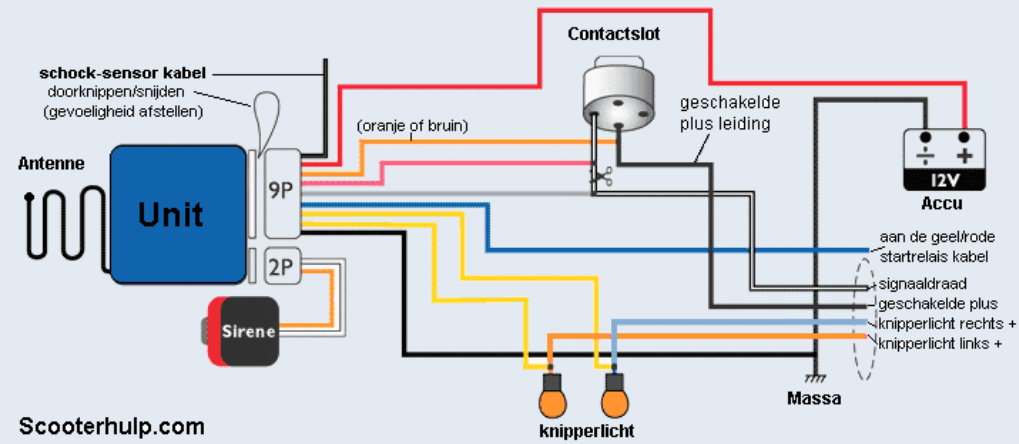 Contactslot
schock-sensor kabel
doorknippen/snijden
(gevoeligheid afstellen)
geschakelde
plus leiding
(oranje of bruin)
Antenne
Unit
9P
2P
Sirene
÷ +
12V
Accu
aan de geel/rode
startrelais kabel
signaaldraad
geschakelde plus
knipperlicht rechts +
knipperlicht links +
Massa
knipperlicht
Scooterhulp.com